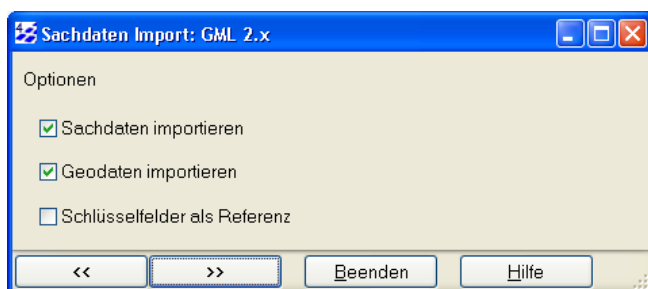 Sachdaten Import: GML 2.x
Optionen
Sachdaten importieren
Geodaten importieren
Schlüsselfelder als Referenz
<< >> Beenden Hilfe